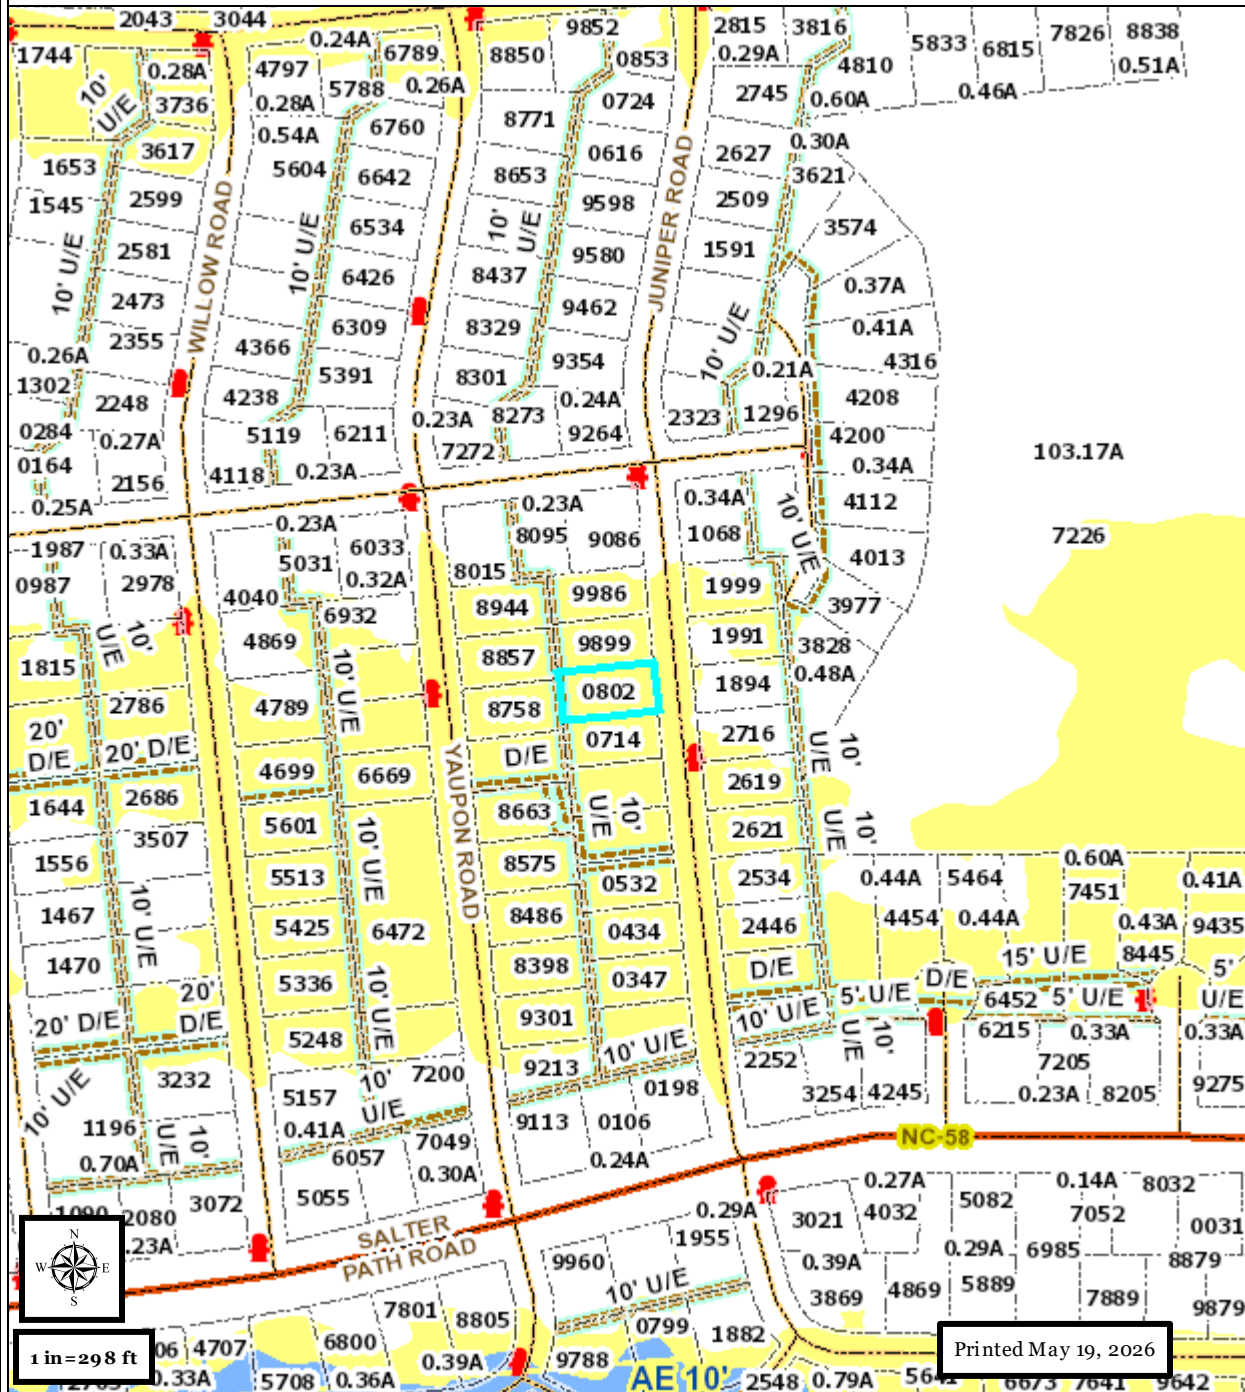 2043 3044
0.24A
6789
9852
2815
3816
7826 8838
1744
0.28A
4797
5788
0.26A
8850
0853
0.29A
4810
5833 6815
0.51A
10'
U/E
3736
0.28A
0724
2745
0.60A
0.46A
3617
0.54A
6760
8771
1653
5604
6642
0616
2627
0.30A
3621
1545
2599
8653
9598
2509
WILLOW ROAD
10' U/E
6534
10'
U/E
JUNIPER ROAD
3574
10' U/E
2581
6426
9580
1591
2473
8437
9462
0.37A
2355
6309
8329
10' U/E
0.41A
0.26A
4366
9354
4316
1302
5391
8301
0.21A
2248
4238
0.24A
4208
0284
0.27A
5119
6211
0.23A
8273
9264
2323
1296
4200
0164
7272
0.34A
103.17A
2156
4118
0.23A
0.25A
0.23A
0.34A
10' U/E
4112
0.23A
8095
9086
1068
7226
1987
0.33A
5031
6033
4013
0987
2978
0.32A
8015
1999
4040
6932
8944
9986
3977
10'
U/E
4869
9899
1991
3828
1815
10' U/E
8857
0.48A
2786
4789
8758
0802
1894
20'
D/E
20' D/E
0714
2716
10'
U/E
4699
6669
YAUPON ROAD
D/E
2619
1644
2686
5601
8663
10'
U/E
2621
10'
U/E
3507
10' U/E
1556
5513
8575
0532
2534
0.44A
5464
0.60A
7451
0.41A
1467
10' U/E
5425
6472
8486
0434
2446
4454
0.44A
0.43A
9435
1470
5336
10' U/E
8398
0347
D/E
15' U/E
8445
20'
D/E
5' U/E
D/E
6452
5' U/E
5'
U/E
20' D/E
5248
9301
10' U/E
10' U/E
10'
U/E
6215
0.33A
0.33A
10' U/E
3232
5157
10'
U/E
7200
9213
0198
2252
7205
9275
1196
10'
U/E
0.41A
7049
9113
0106
3254
4245
0.23A
8205
0.70A
6057
0.30A
0.24A
NC-58
1090
2080
3072
5055
SALTER
PATH ROAD
0.29A
1955
3021
0.27A
4032
5082
0.14A
7052
8032
0031
.23A
N
W E
S
9960
10' U/E
0.39A
0.29A
6985
8879
3869
4869
5889
7889
9879
7801
8805
0799
1882
1 in=298 ft
06
4707
6800
0.39A
9788
AE 10'
Printed May 19, 2026
0.33A
5708
0.36A
2548
0.79A
6673
7641
9642